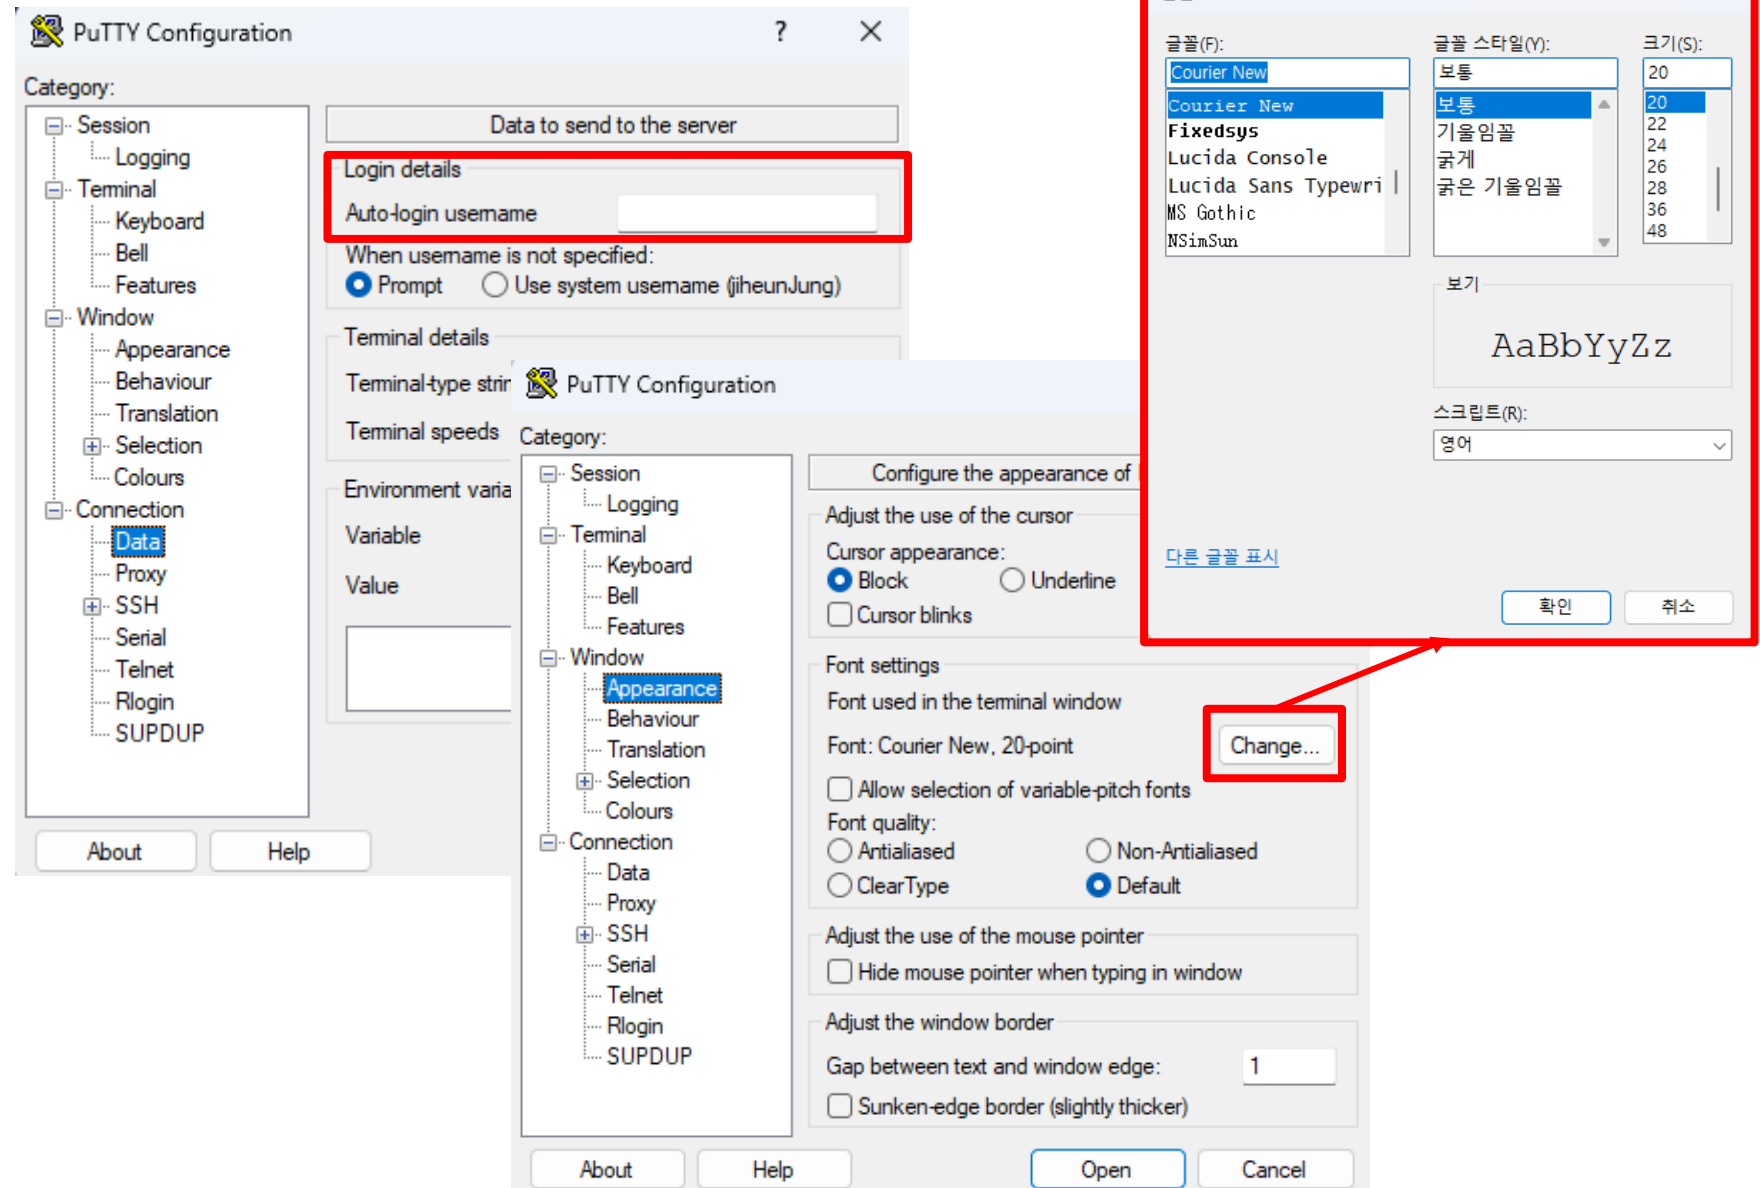 PuTTY Configuration
?
Category:
Session
Logging
Terminal
Keyboard
Bell
Features
Window
Appearance
Behaviour
Translation
Selection
Colours
Connection
Data
Proxy
SSH
Serial
Telnet
Rlogin
SUPDUP
Data to send to the server
Login details
Auto-login username
When username is not specified:
Prompt Use system username (jiheunJung)
Terminal details
Terminal speeds
Variable
Value
About Help
PuTTY Configuration
Category:
Session
Logging
Terminal
Keyboard
Bell
Features
Window
Appearance
Behaviour
Translation
Selection
Colours
Connection
Data
Proxy
SSH
Serial
Telnet
Rlogin
SUPDUP
Configure the appearance of
Adjust the use of the cursor
Cursor appearance:
Block Underline
Cursor blinks
Font settings
Font used in the terminal window
Font: Courier New, 20-point Change...
Allow selection of variable-pitch fonts
Font quality:
Antialiased Non-Antialiased
ClearType Default
Adjust the use of the mouse pointer
Hide mouse pointer when typing in window
Adjust the window border
Gap between text and window edge: 1
Sunken-edge border (slightly thicker)
About Help Open Cancel
글꼴(F):
Courier New
Courier New
Fixedsys
Lucida Console
Lucida Sans Typewri
MS Gothic
NSimSun
글꼴 스타일(Y):
보통
보통
기울임꼴
굵게
굵은 기울임꼴
크기(S):
20
20
22
24
26
28
36
48
보기
AaBbYyZz
스크립트(R):
영어
다른 글꼴 표시
확인 취소